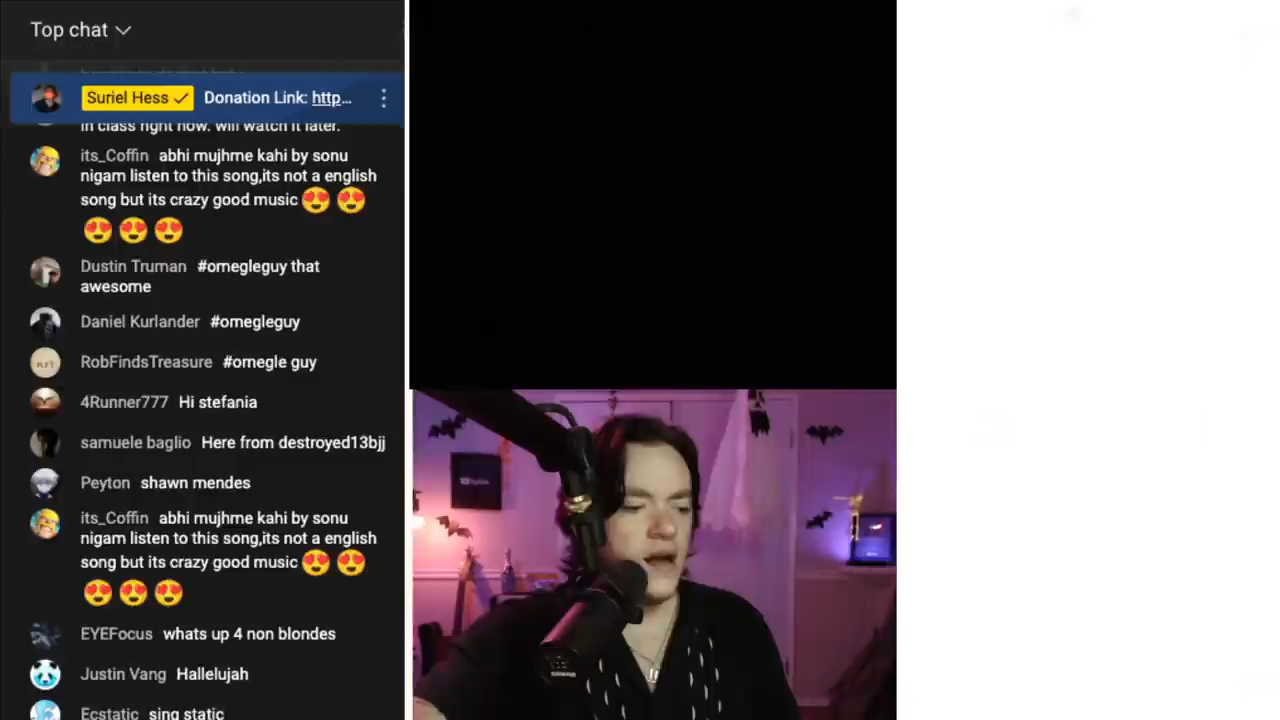 Top chat
Suriel Hess Donation Link: http...
in class right now. will watch it later.
its_Coffin abhi mujhme kahi by sonu
nigam listen to this song,its not a english
song but its crazy good music 😍 😍
😍 😍 😍
Dustin Truman #omegleguy that
awesome
Daniel Kurlander #omegleguy
RobFindsTreasure #omegle guy
4Runner777 Hi stefania
samuele baglio Here from destroyed13bjj
Peyton shawn mendes
its_Coffin abhi mujhme kahi by sonu
nigam listen to this song,its not a english
song but its crazy good music 😍 😍
😍 😍 😍
EYEFocus whats up 4 non blondes
Justin Vang Hallelujah
Ecstatic sing static